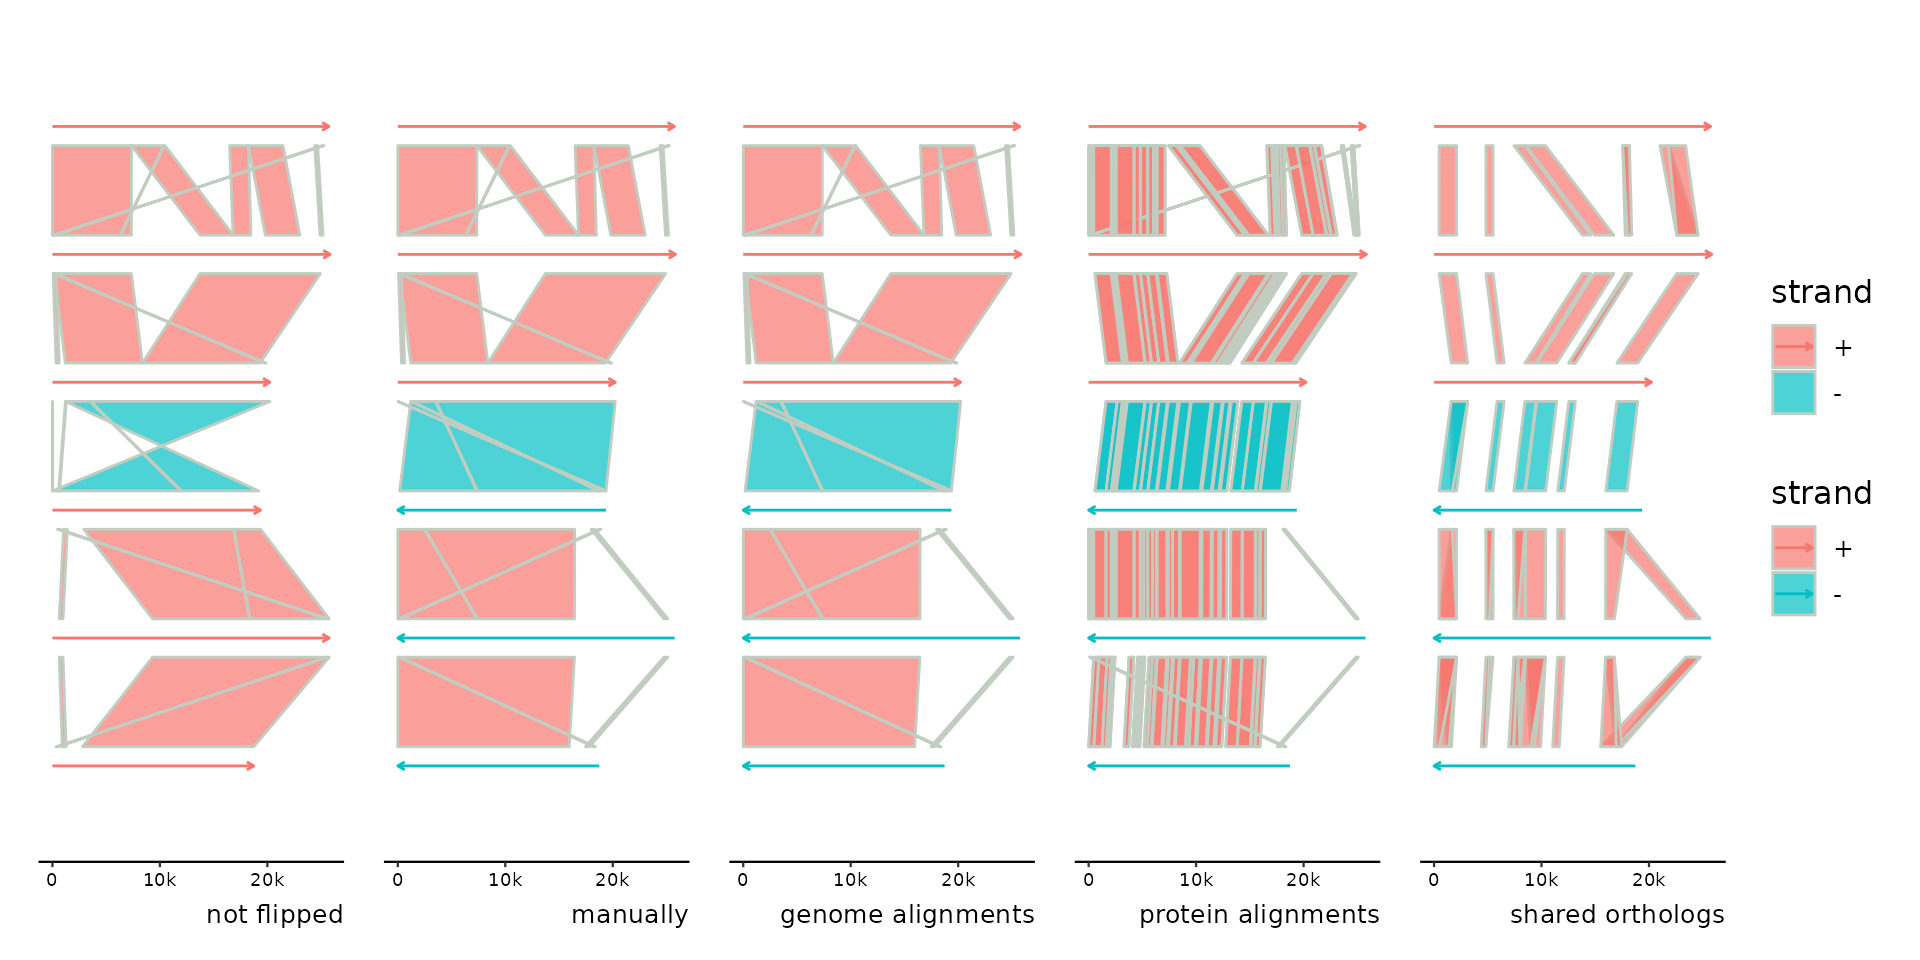 strand
+
-
strand
+
-
0 10k 20k 0 10k 20k 0 10k 20k 0 10k 20k 0 10k 20k
not flipped manually genome alignments protein alignments shared orthologs